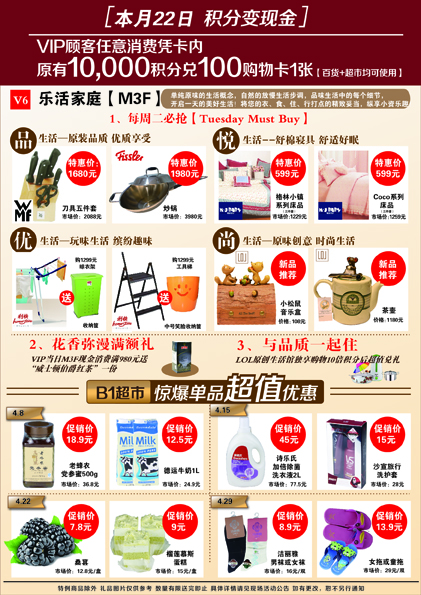 ［本月22日 积分变现金］
VIP顾客任意消费凭卡内
原有10,000积分兑100购物卡1张【百货+超市均可使用】
V6 乐活家庭【M3F】
单纯原味的生活概念，自然的放慢生活步调，品味生活中的每个细节，
开启一天的美好生活！将您的衣、食、住、行打点的精致妥当，纵享小资乐趣
1、每周二必抢【Tuesday Must Buy】
品 生活—原装品质 优质享受
特惠价：
1680元
WMF
刀具五件套
市场价：2088元
Fissler
特惠价
1980元
炒锅
市场价：3980元
悦 生活--舒棉寝具 舒适好眠
特惠价
599元
格林小镇
系列床品
市场价:1229元
特惠价
599元
Coco系列
床品
市场价:1259元
优 生活—玩味生活 缤纷趣味
购1299元
晾衣架
送
收纳筐
购1299元
工具梯
送
中号笑脸收纳筐
尚 生活—原味创意 时尚生活
新品
推荐
小松鼠
音乐盒
价格：108元
新品
推荐
茶壶
价格：1180元
2、花香弥漫满额礼
VIP当日M3F现金消费满980元送
“威士顿伯爵红茶”一份
3、与品质一起住
LOL原创生活馆独享购物10倍积分后超值兑礼
B1超市 惊爆单品超值优惠
4.8
促销价
18.9元
老蜂农
党参蜜500g
市场价：36.8元
Milk
Milk
促销价
12.5元
德运牛奶1L
市场价：24.9元
4.15
促销价
45元
诗乐氏
加倍除菌
洗衣液2L
市场价：77.5元
促销价
15元
沙宣旅行
洗护套
市场价：28元
4.22
促销价
7.8元
桑葚
市场价：12.8元/盒
促销价
9元
榴莲慕斯
蛋糕
市场价：15元/盒
4.29
促销价
8.9元
洁丽雅
男袜或女袜
市场价：16元/双
促销价
13.9元
女拖或童拖
市场价：29元/双
特例商品除外 礼品图片仅供参考 数量有限送完即止 具体详情请见现场活动公告 如有更改，恕不另行通知